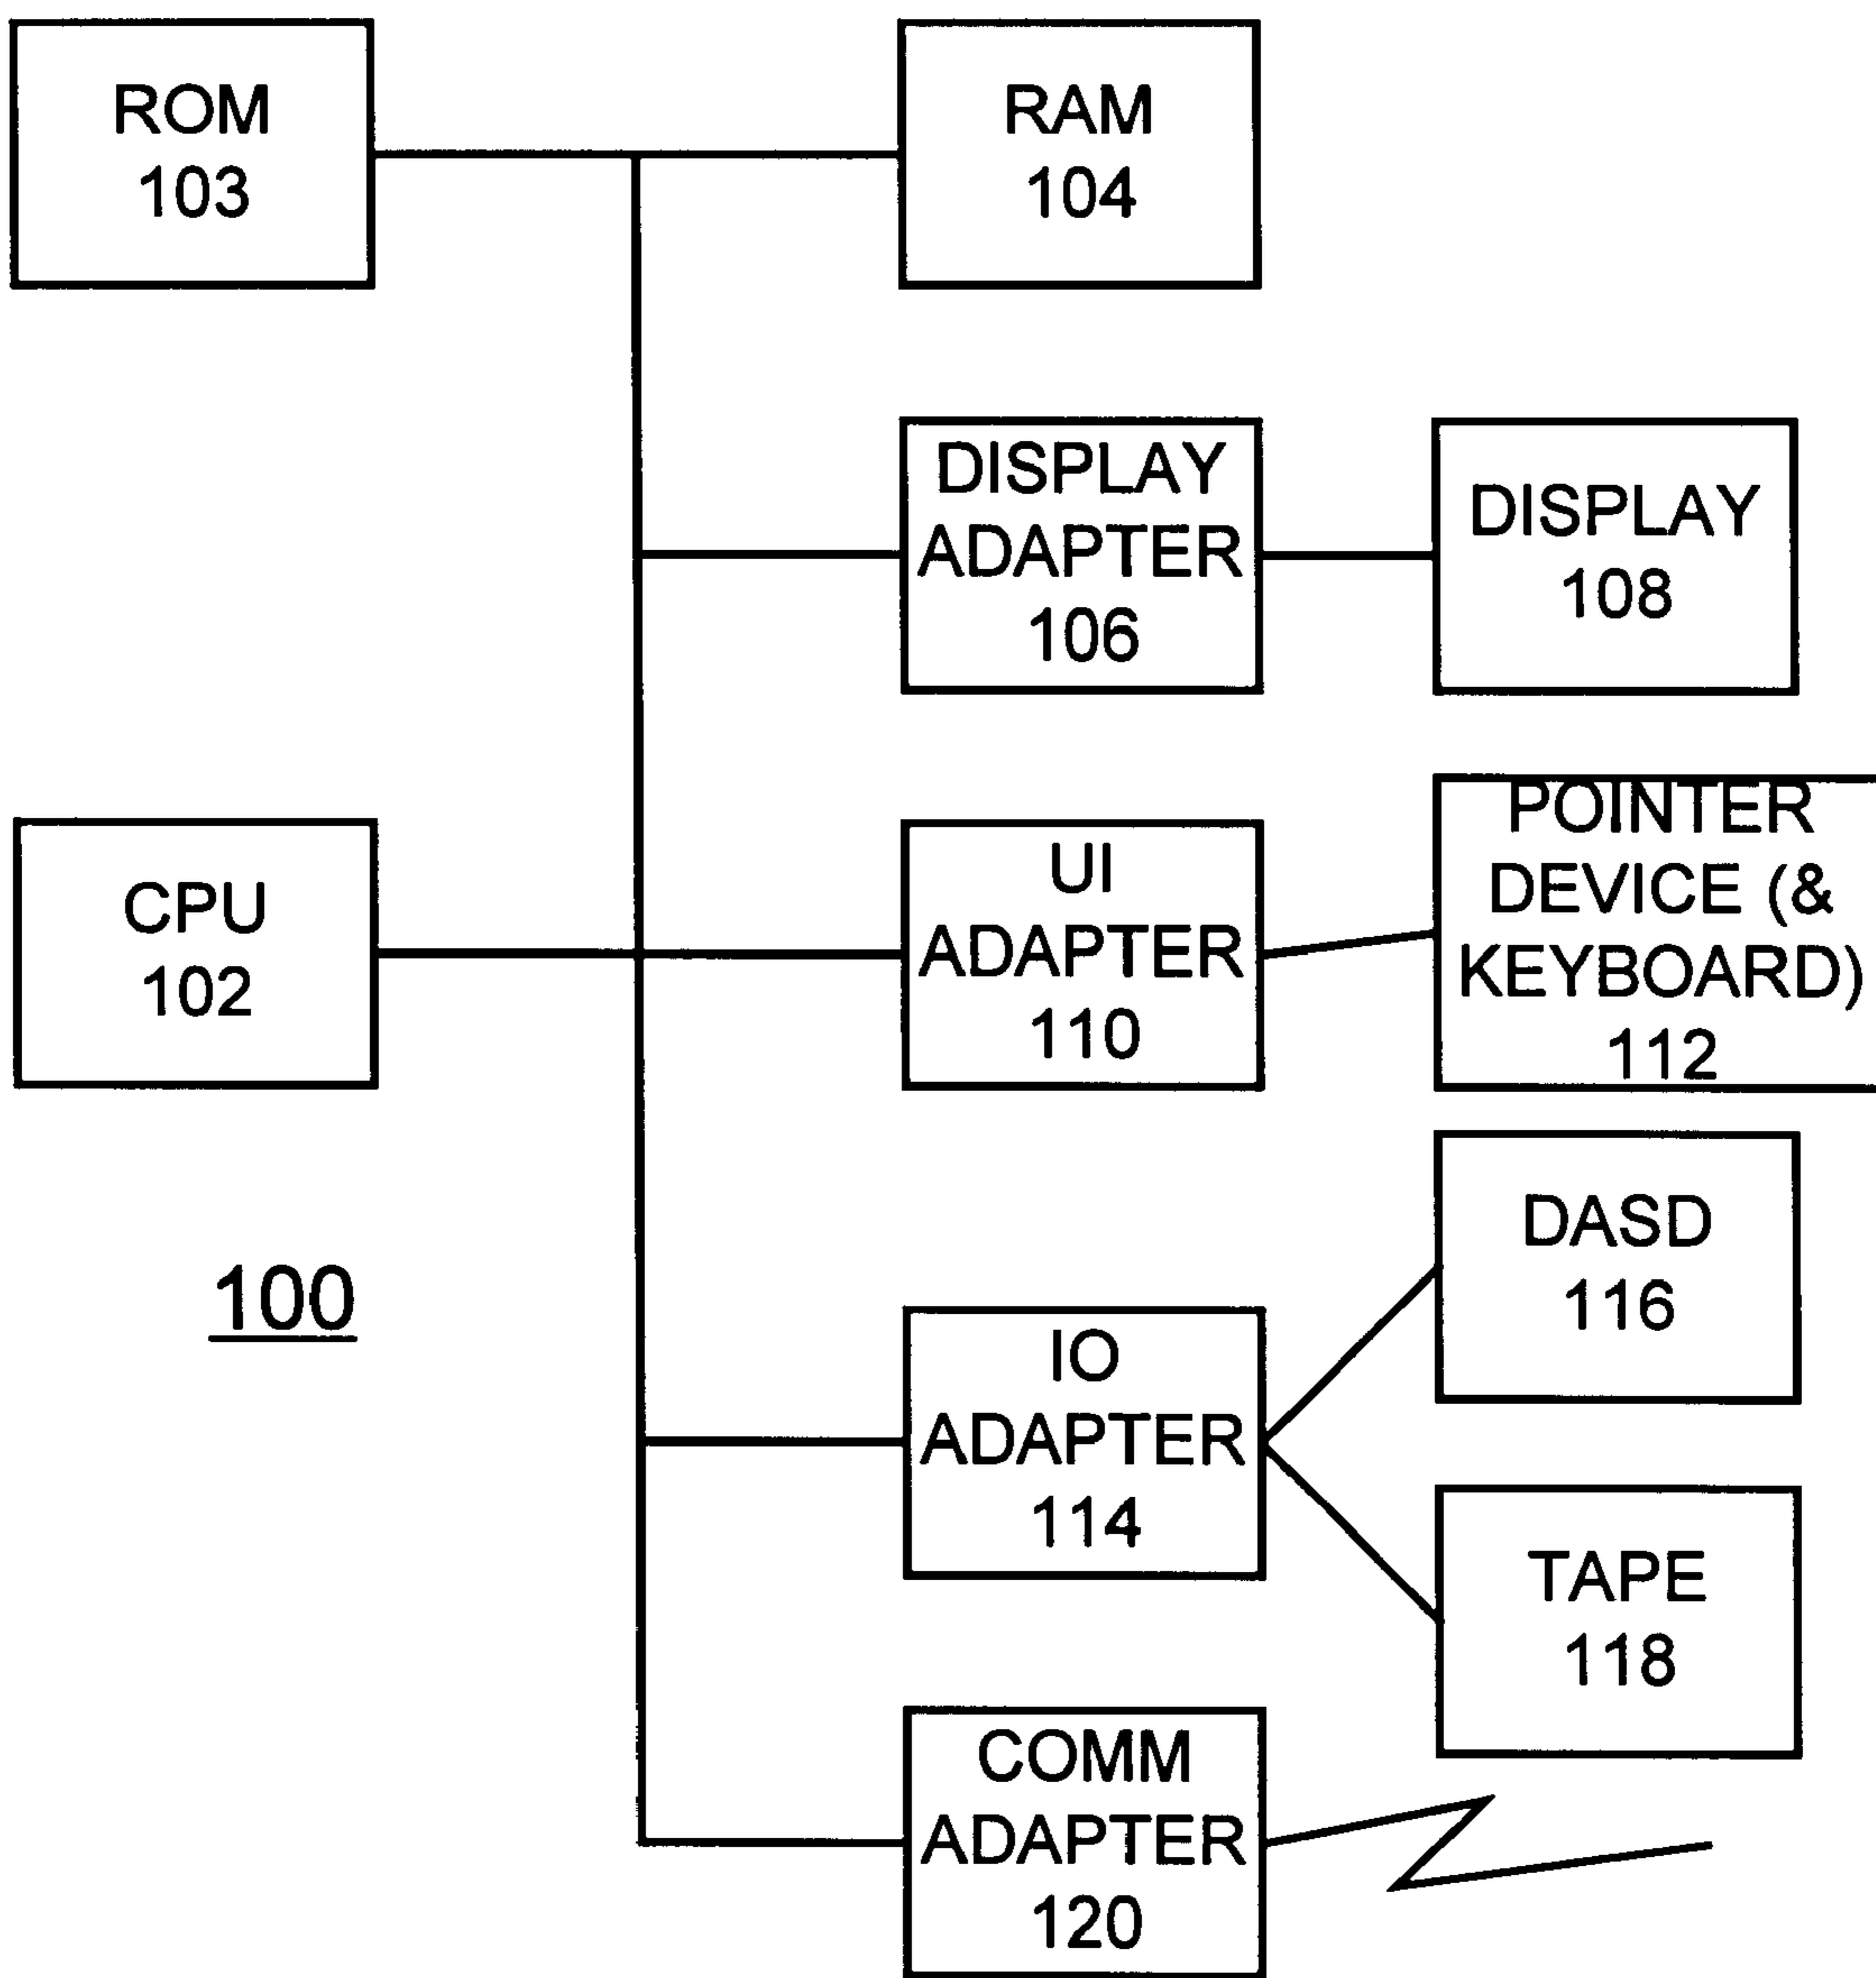 ROM
103
RAM
104
DISPLAY
ADAPTER
106
DISPLAY
108
CPU
102
UI
ADAPTER
110
POINTER
DEVICE (&
KEYBOARD)
112
100
IO
ADAPTER
114
DASD
116
TAPE
118
COMM
ADAPTER
120